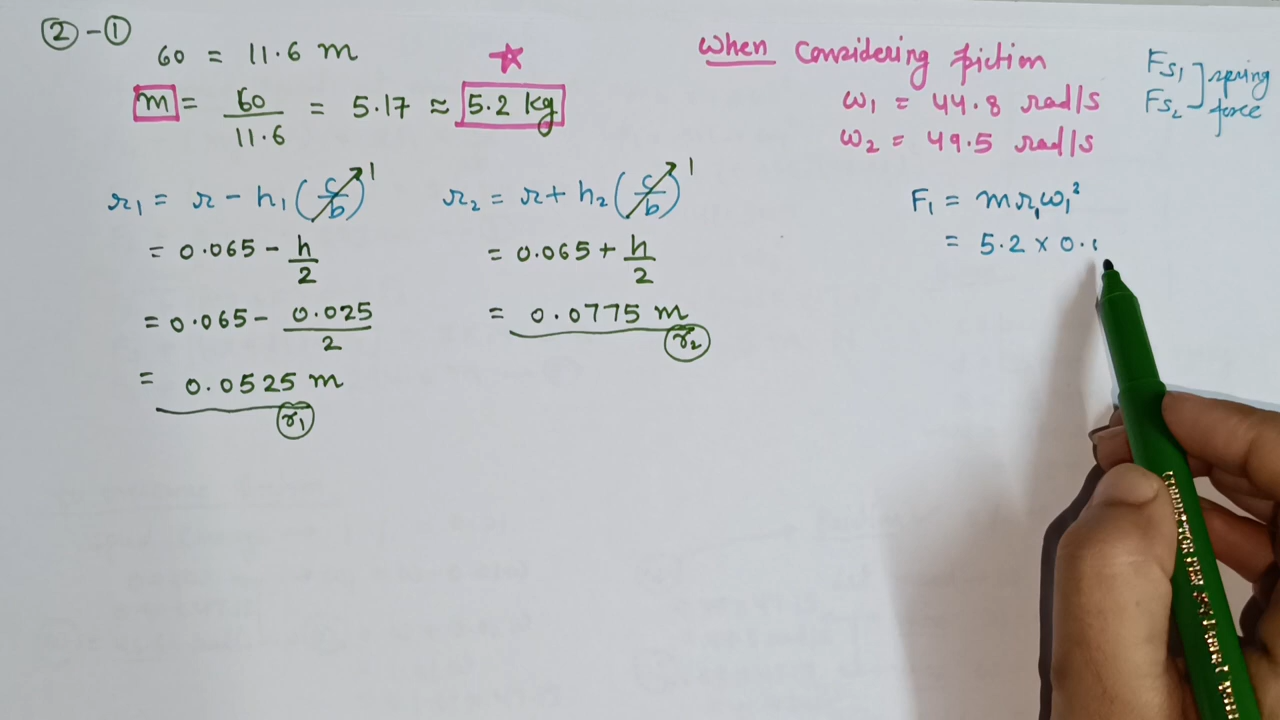 ② - ①
60 = 11.6 m
m = 60/11.6 = 5.17 ≈ 5.2 kg
r₁ = r - h₁ (c/b) 1
= 0.065 - h/2
= 0.065 - 0.025/2
= 0.0525 m
r₁
r₂ = r + h₂ (c/b) 1
= 0.065 + h/2
= 0.0775 m
r₂
When Considering friction
ω₁ = 44.8 rad/s
ω₂ = 49.5 rad/s
Fs₁
Fs₂
spring
force
F₁ = m r₁ ω₁²
= 5.2 × 0.